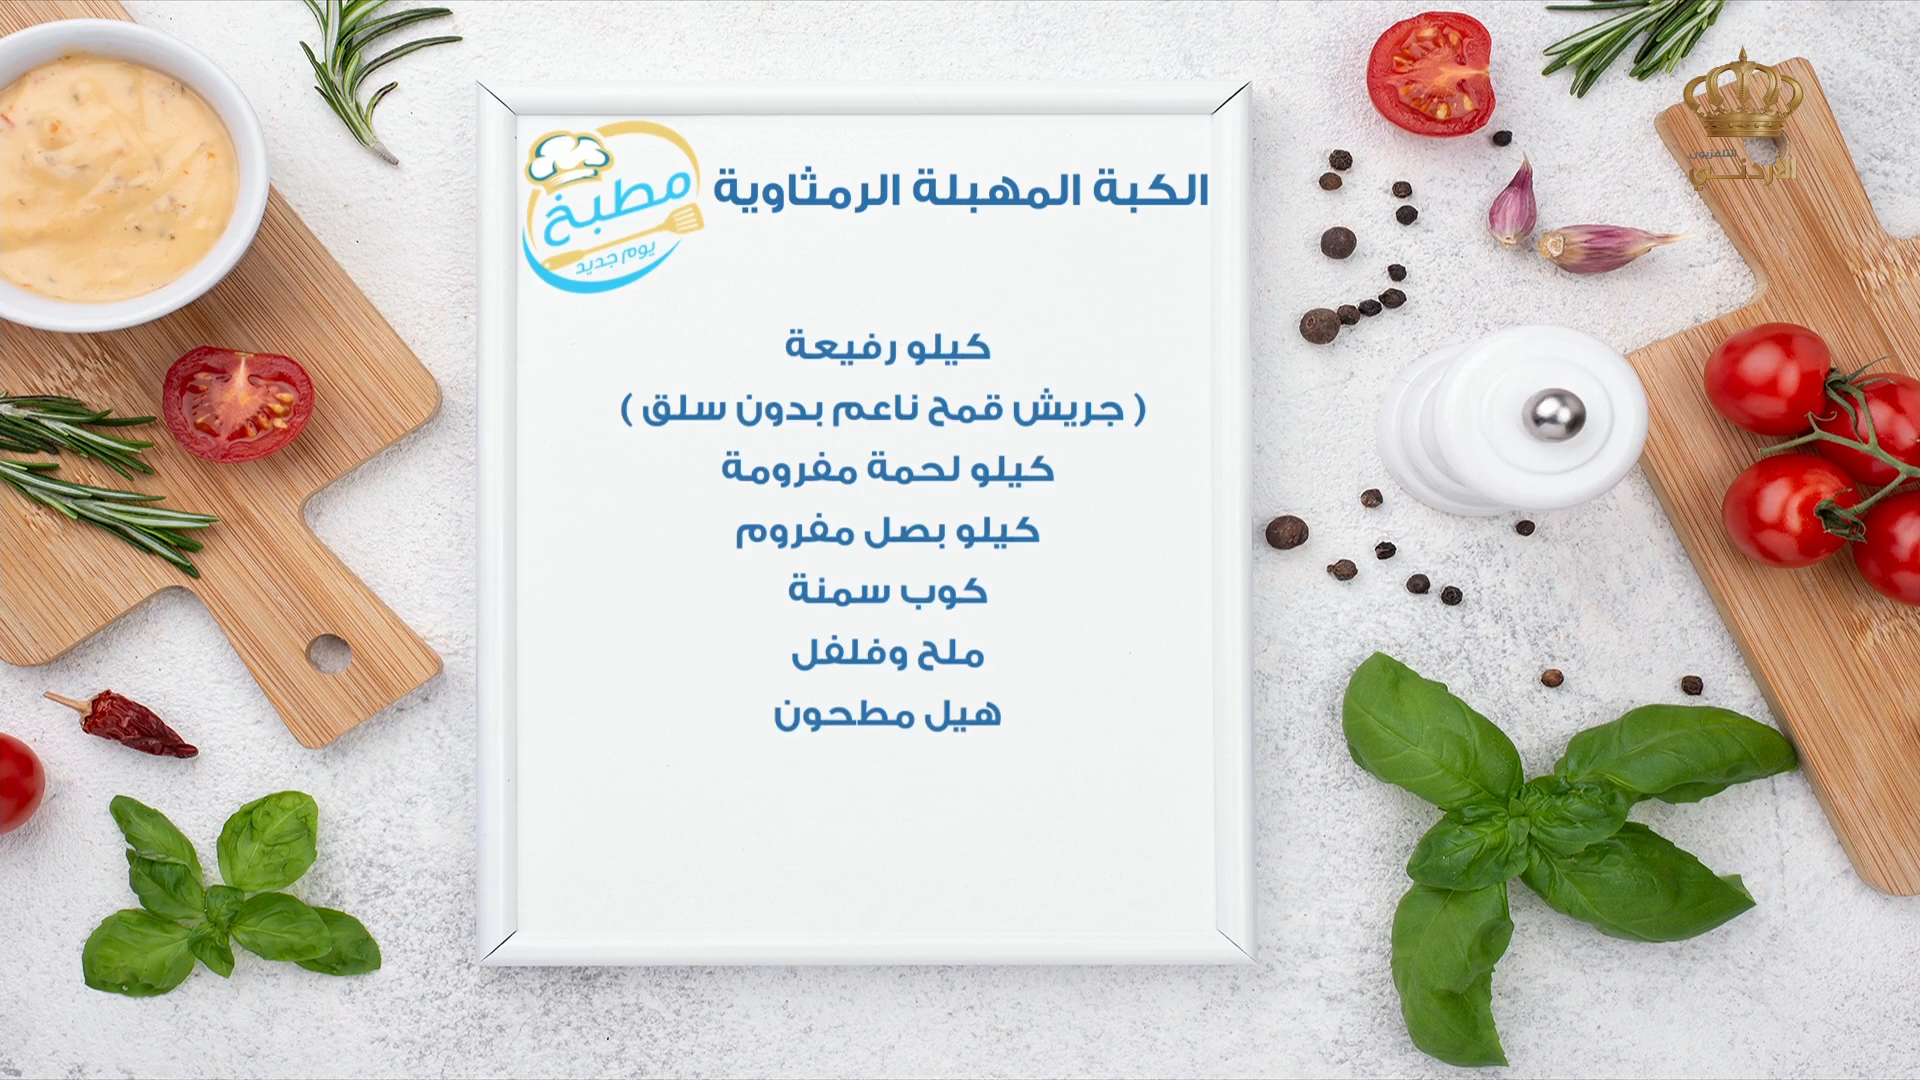 الكبة المهبلة الرمثاوية
مطبخ
يوم جديد
التلفزيون
الأردني
كيلو رفيعة
( جريش قمح ناعم بدون سلق )
كيلو لحمة مفرومة
كيلو بصل مفروم
كوب سمنة
ملح وفلفل
هيل مطحون